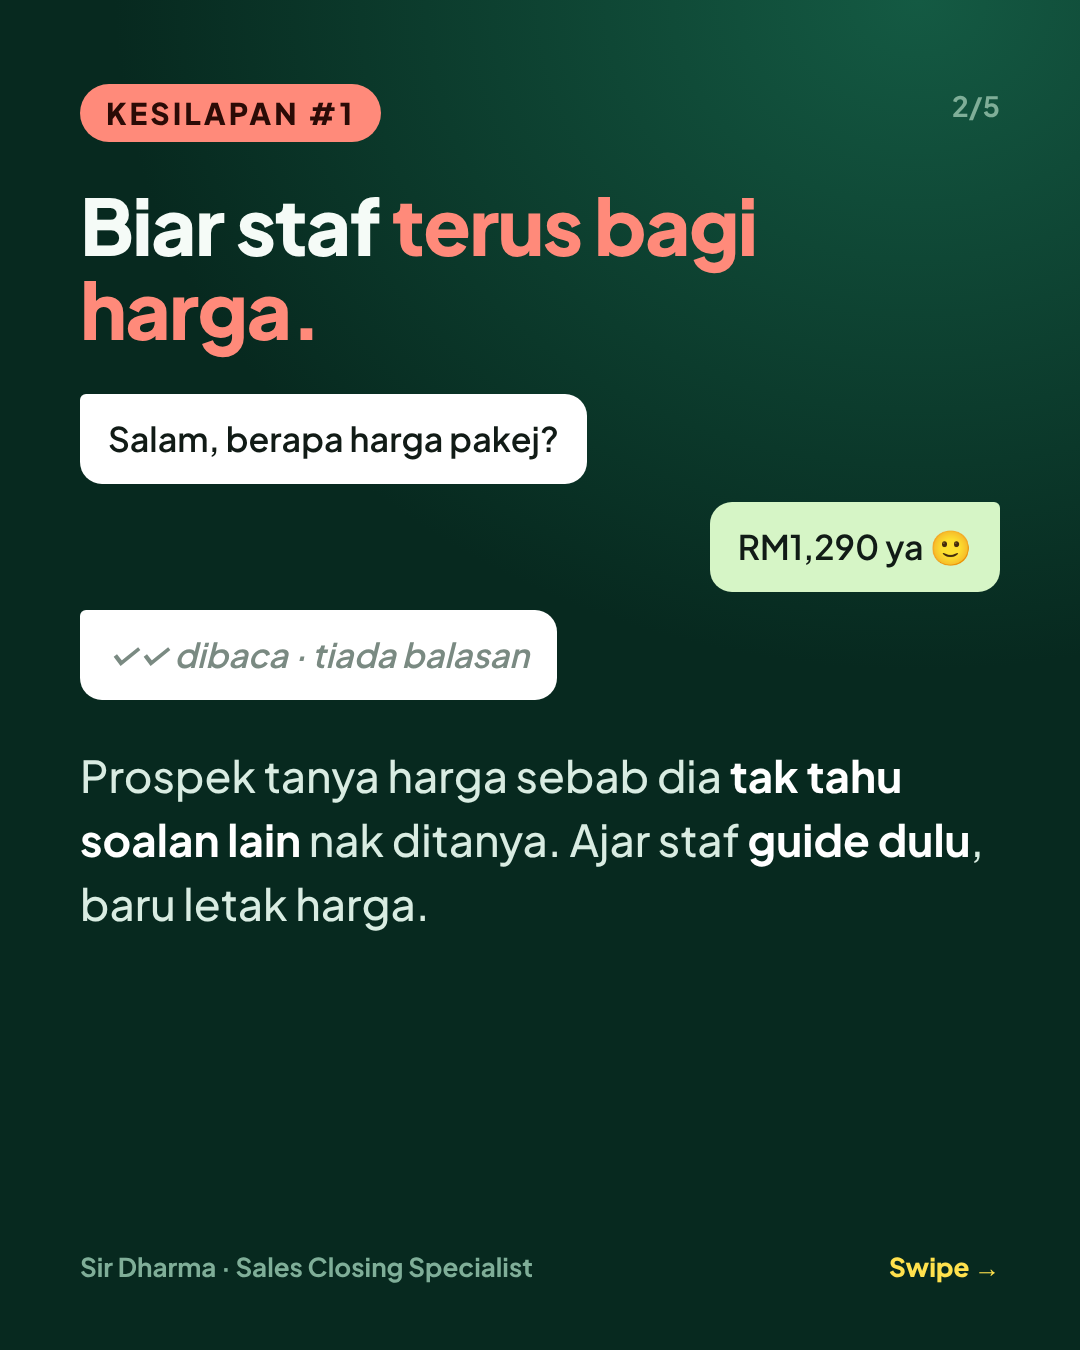 KESILAPAN #1
2/5
Biar staf terus bagi
harga.
Salam, berapa harga pakej?
RM1,290 ya 🙂
✓✓ dibaca · tiada balasan
Prospek tanya harga sebab dia tak tahu
soalan lain nak ditanya. Ajar staf guide dulu,
baru letak harga.
Sir Dharma · Sales Closing Specialist
Swipe →